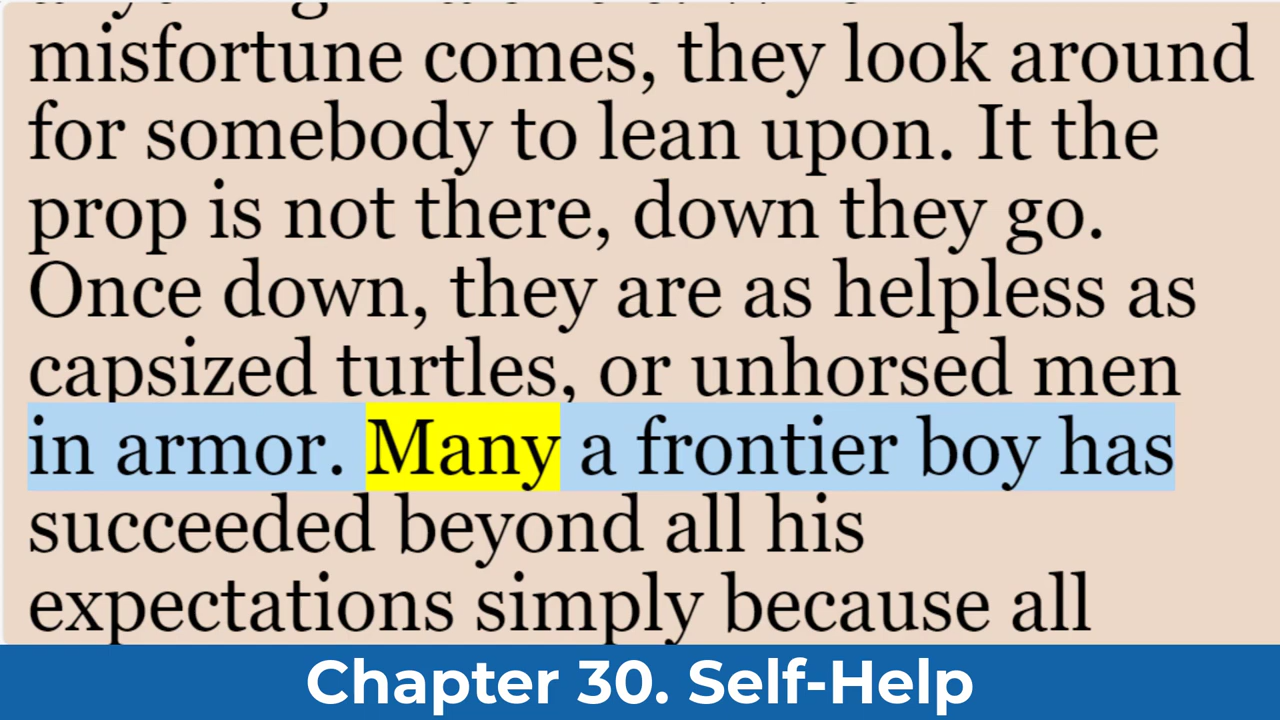 misfortune comes, they look around
for somebody to lean upon. It the
prop is not there, down they go.
Once down, they are as helpless as
capsized turtles, or unhorsed men
in armor. Many a frontier boy has
succeeded beyond all his
expectations simply because all
Chapter 30. Self-Help